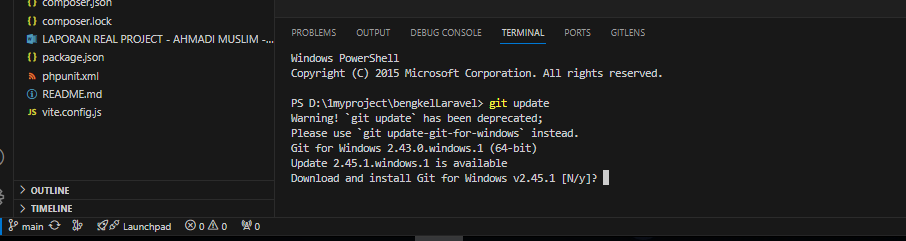 composer.json
{} composer.lock
LAPORAN REAL PROJECT - AHMADI MUSLIM -...
{} package.json
phpunit.xml
README.md
JS vite.config.js
OUTLINE
TIMELINE
PROBLEMS OUTPUT DEBUG CONSOLE TERMINAL PORTS GITLENS
Windows PowerShell
Copyright (C) 2015 Microsoft Corporation. All rights reserved.
PS D:\1myproject\bengkelLaravel> git update
Warning! `git update` has been deprecated;
Please use `git update-git-for-windows` instead.
Git for Windows 2.43.0.windows.1 (64-bit)
Update 2.45.1.windows.1 is available
Download and install Git for Windows v2.45.1 [N/y]?
main Launchpad 0 0 0